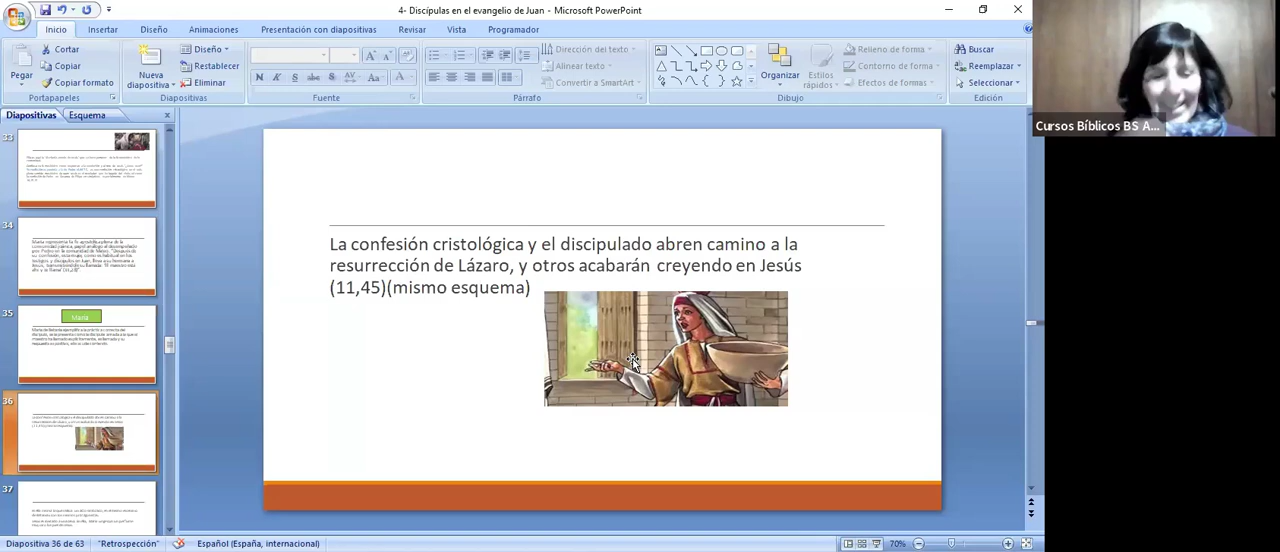 4- Discípulas en el evangelio de Juan - Microsoft PowerPoint
Inicio Insertar Diseño Animaciones Presentación con diapositivas Revisar Vista Programador
Pegar
Cortar
Copiar
Copiar formato
Portapapeles
Nueva
diapositiva
Diseño
Restablecer
Eliminar
Diapositivas
Fuente
Dirección del texto
Alinear texto
Convertir a SmartArt
Párrafo
Organizar
Estilos
rápidos
Relleno de forma
Contorno de forma
Efectos de formas
Dibujo
Buscar
Reemplazar
Seleccionar
Edición
Diapositivas Esquema
33
34
35
María
36
37
La confesión cristológica y el discipulado abren camino a la
resurrección de Lázaro, y otros acabarán creyendo en Jesús
(11,45)(mismo esquema)
Cursos Bíblicos BS A...
Diapositiva 36 de 63 "Retrospección" Español (España, internacional) 70%